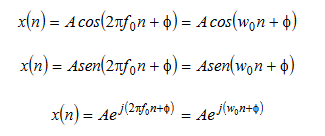 x(n) = A cos(2πf₀n + ϕ) = A cos(w₀n + ϕ)
x(n) = Asen(2πf₀n + ϕ) = Asen(w₀n + ϕ)
x(n) = Ae^{j(2πf₀n+ϕ)} = Ae^{j(w₀n+ϕ)}